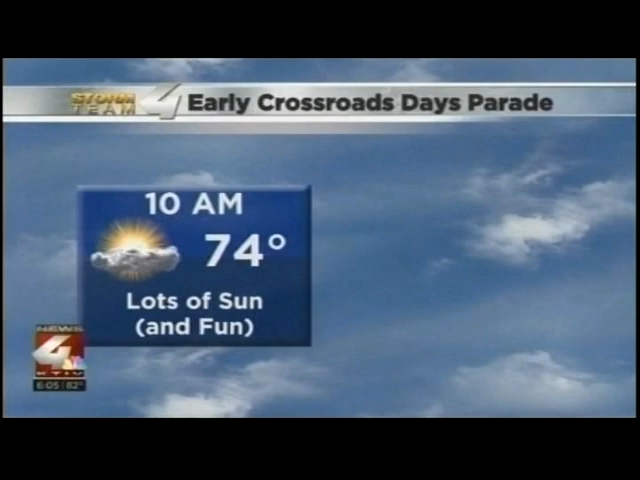 STORM
TEAM 4
Early Crossroads Days Parade
10 AM
74°
Lots of Sun
(and Fun)
NEWS
4
KTIV
6:05 82°